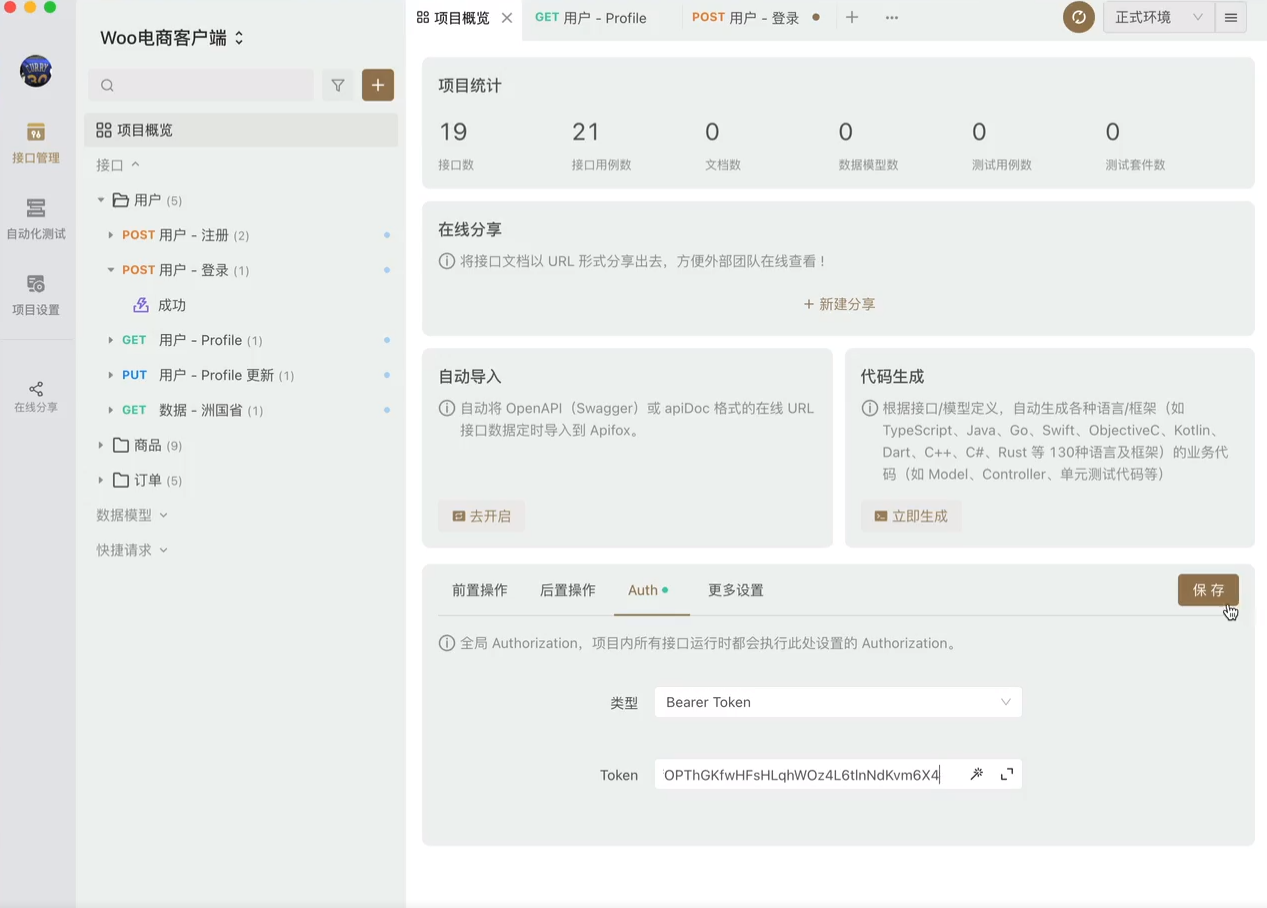 项目概览
GET 用户 - Profile
POST 用户 - 登录
正式环境
Woo电商客户端
接口管理
自动化测试
项目设置
在线分享
项目概览
接口
用户 (5)
POST 用户 - 注册 (2)
POST 用户 - 登录 (1)
成功
GET 用户 - Profile (1)
PUT 用户 - Profile 更新 (1)
GET 数据 - 洲国省 (1)
商品 (9)
订单 (5)
数据模型
快捷请求
项目统计
19 21 0 0 0 0
接口数 接口用例数 文档数 数据模型数 测试用例数 测试套件数
在线分享
将接口文档以 URL 形式分享出去，方便外部团队在线查看！
+ 新建分享
自动导入
自动将 OpenAPI（Swagger）或 apiDoc 格式的在线 URL
接口数据定时导入到 Apifox。
去开启
代码生成
根据接口/模型定义，自动生成各种语言/框架（如
TypeScript、Java、Go、Swift、ObjectiveC、Kotlin、
Dart、C++、C#、Rust 等 130种语言及框架）的业务代
码（如 Model、Controller、单元测试代码等）
立即生成
前置操作 后置操作 Auth 更多设置
保存
全局 Authorization，项目内所有接口运行时都会执行此处设置的 Authorization。
类型 Bearer Token
Token OPThGKfwHFsHLqhWOz4L6tlnNdKvm6X4